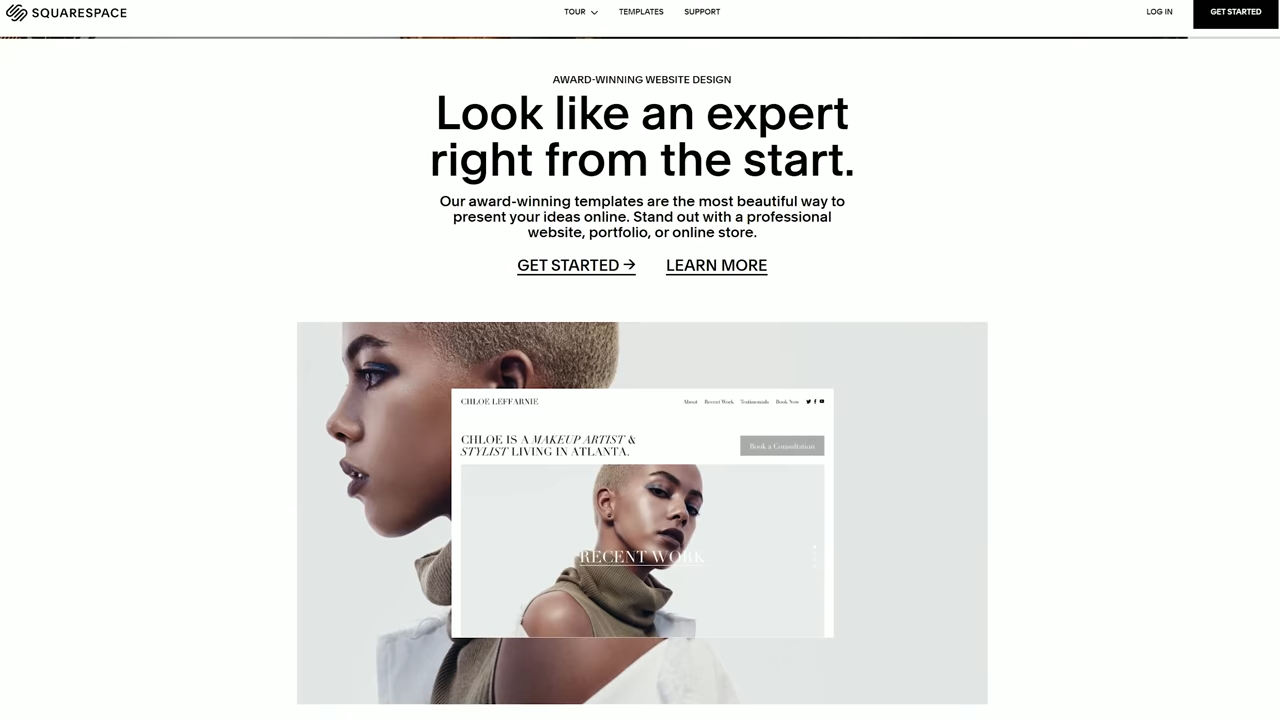 SQUARESPACE
TOUR
TEMPLATES
SUPPORT
LOG IN
GET STARTED
AWARD-WINNING WEBSITE DESIGN
Look like an expert
right from the start.
Our award-winning templates are the most beautiful way to
present your ideas online. Stand out with a professional
website, portfolio, or online store.
GET STARTED →
LEARN MORE
CHLOE LEFFARNIE
About
Recent Work
Testimonials
Book Now
CHLOE IS A MAKEUP ARTIST &
STYLIST LIVING IN ATLANTA.
Book a Consultation
RECENT WORK